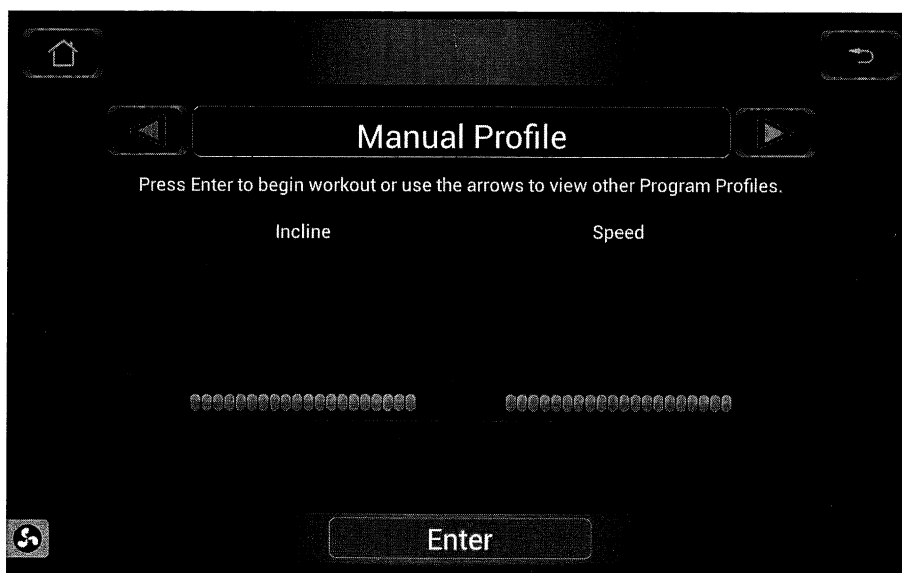 Manual Profile
Press Enter to begin workout or use the arrows to view other Program Profiles.
Incline Speed
Enter